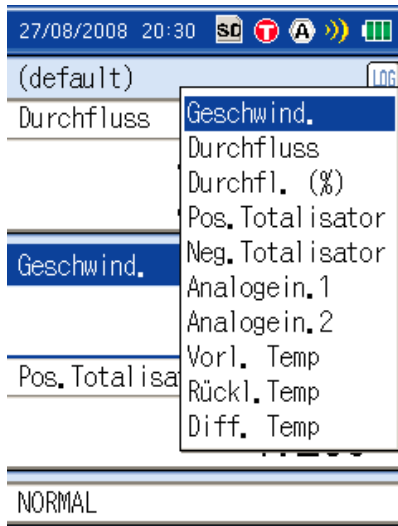 27/08/2008 20:30 SD T A
(default) LOG
Durchfluss
Geschwind.
Pos.Totalisa
NORMAL
Geschwind.
Durchfluss
Durchfl. (%)
Pos.Totalisator
Neg.Totalisator
Analogein.1
Analogein.2
Vorl. Temp
Rückl.Temp
Diff. Temp